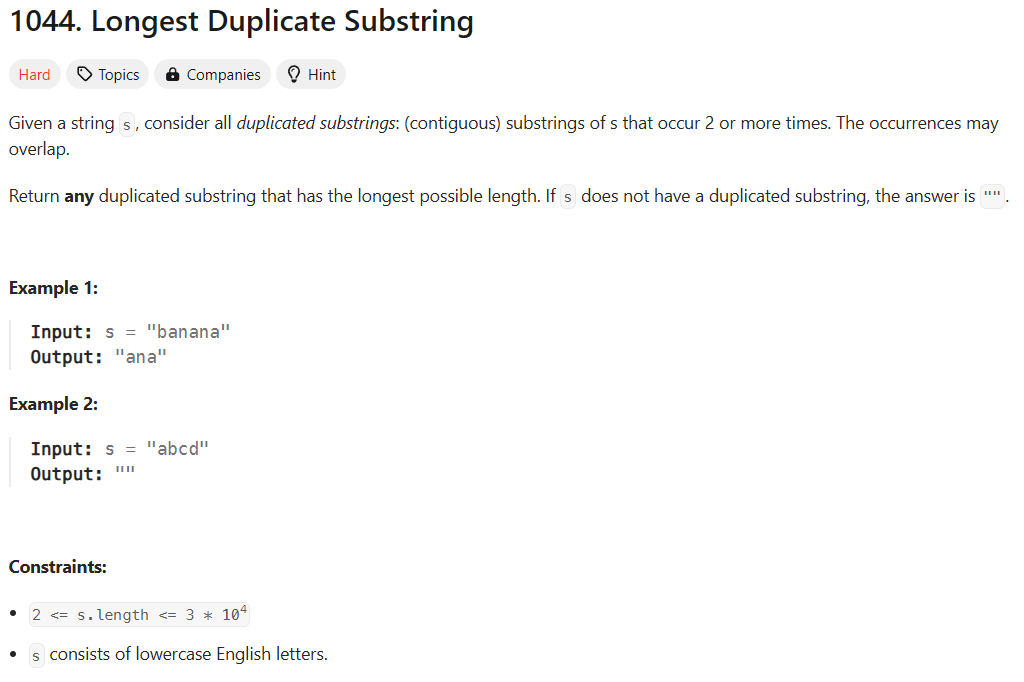 1044. Longest Duplicate Substring
Hard Topics Companies Hint
Given a string s, consider all duplicated substrings: (contiguous) substrings of s that occur 2 or more times. The occurrences may
overlap.
Return any duplicated substring that has the longest possible length. If s does not have a duplicated substring, the answer is "".
Example 1:
Input: s = "banana"
Output: "ana"
Example 2:
Input: s = "abcd"
Output: ""
Constraints:
• 2 <= s.length <= 3 * 10⁴
• s consists of lowercase English letters.